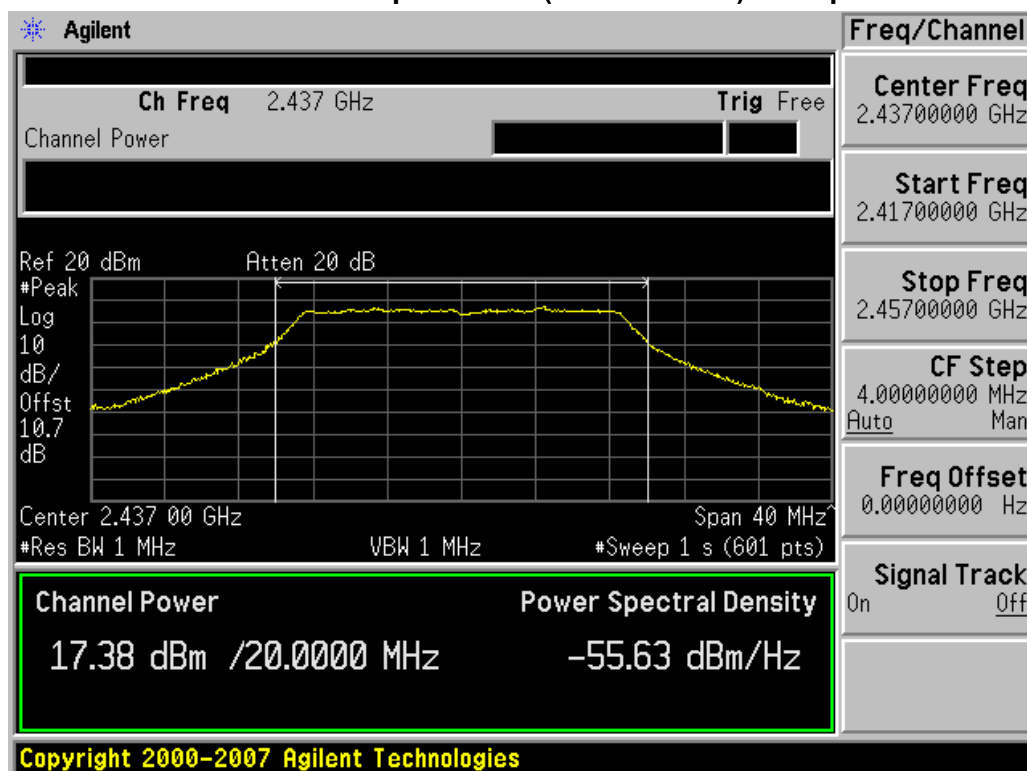 Agilent
Freq/Channel
Ch Freq 2.437 GHz Trig Free
Channel Power
Center Freq
2.43700000 GHz
Start Freq
2.41700000 GHz
Stop Freq
2.45700000 GHz
CF Step
4.00000000 MHz
Auto Man
Freq Offset
0.00000000 Hz
Signal Track
On Off
Ref 20 dBm Atten 20 dB
#Peak
Log
10
dB/
Offst
10.7
dB
Center 2.437 00 GHz Span 40 MHz^
#Res BW 1 MHz VBW 1 MHz #Sweep 1 s (601 pts)
Channel Power Power Spectral Density
17.38 dBm /20.0000 MHz -55.63 dBm/Hz
Copyright 2000-2007 Agilent Technologies